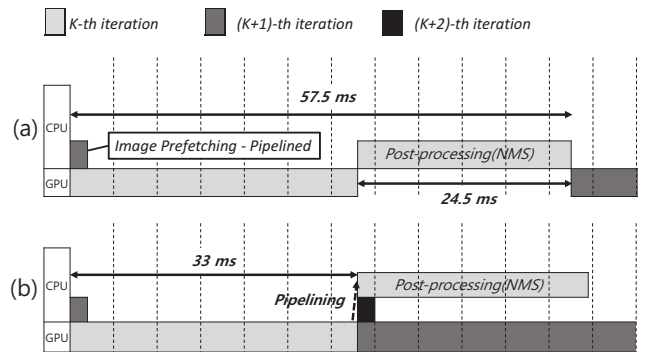 K-th iteration
(K+1)-th iteration
(K+2)-th iteration
(a)
CPU
GPU
57.5 ms
Image Prefetching - Pipelined
Post-processing(NMS)
24.5 ms
(b)
CPU
GPU
33 ms
Pipelining
Post-processing(NMS)